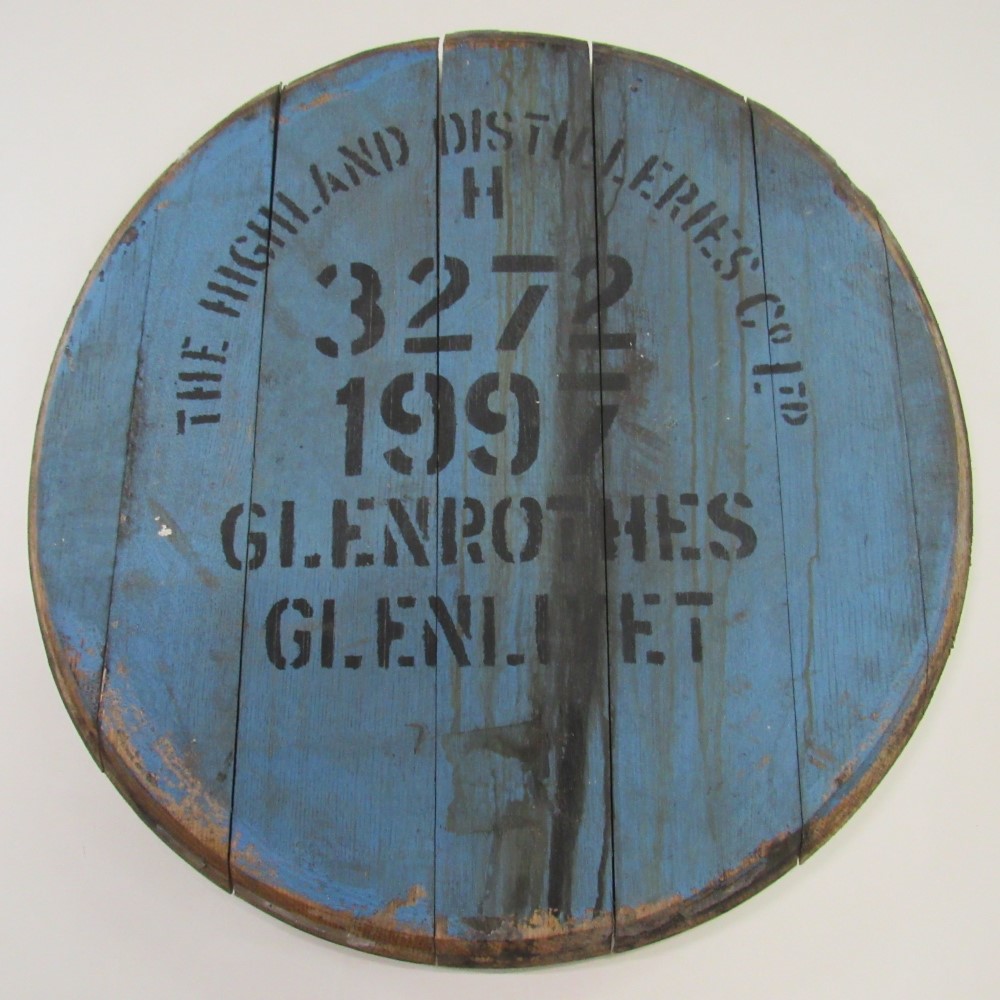 THE HIGHLAND DISTILLERIES Co LTD
H
3272
1997
GLENROTHES
GLENLIVET